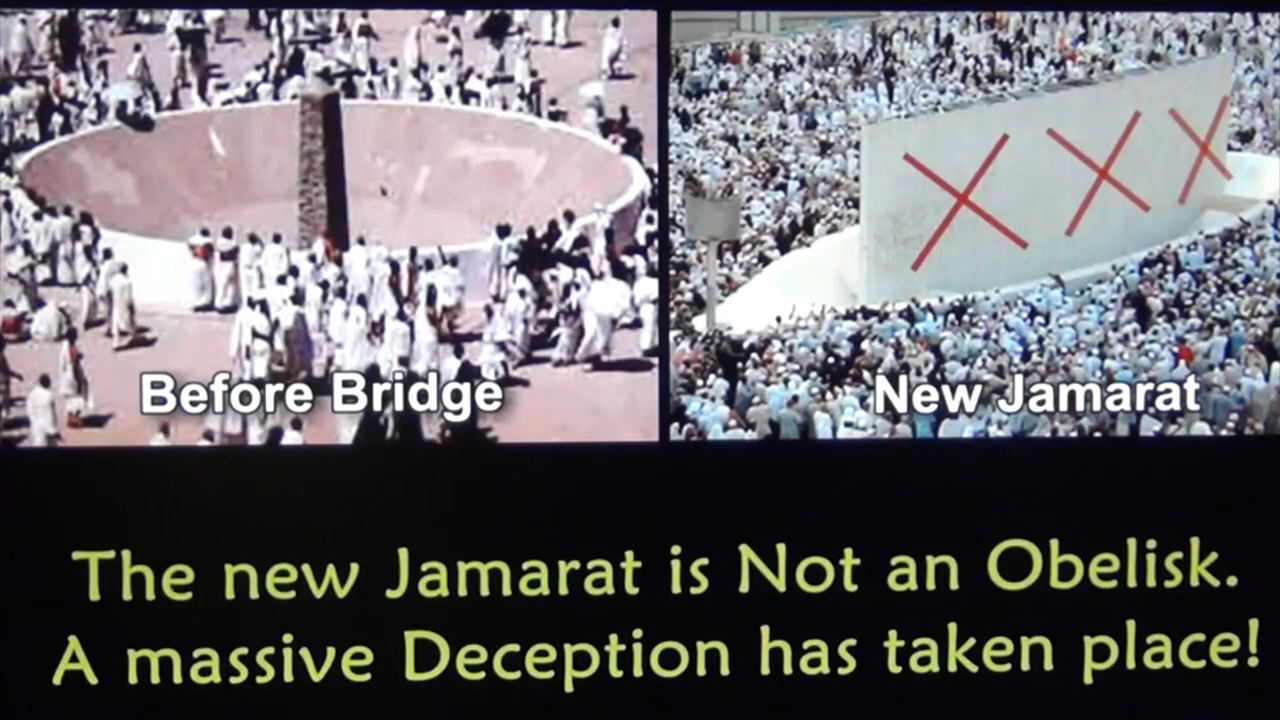 Before Bridge
New Jamarat
The new Jamarat is Not an Obelisk.
A massive Deception has taken place!